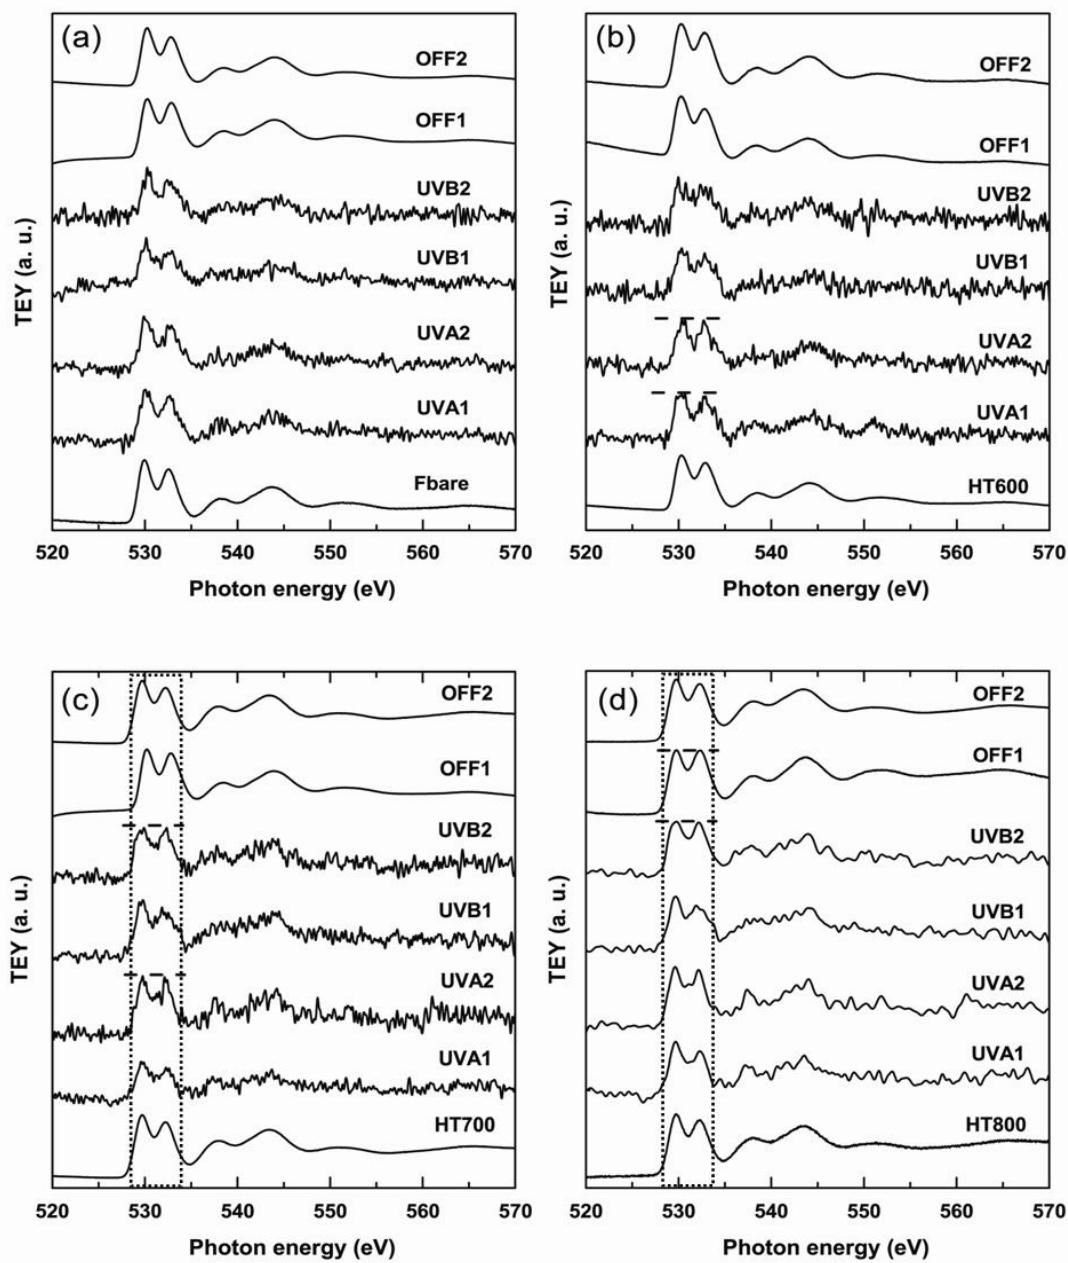 (a)
OFF2
OFF1
UVB2
UVB1
UVA2
UVA1
Fbare
TEY (a. u.)
520 530 540 550 560 570
Photon energy (eV)
(b)
OFF2
OFF1
UVB2
UVB1
UVA2
UVA1
HT600
TEY (a. u.)
520 530 540 550 560 570
Photon energy (eV)
(c)
OFF2
OFF1
UVB2
UVB1
UVA2
UVA1
HT700
TEY (a. u.)
520 530 540 550 560 570
Photon energy (eV)
(d)
OFF2
OFF1
UVB2
UVB1
UVA2
UVA1
HT800
TEY (a. u.)
520 530 540 550 560 570
Photon energy (eV)